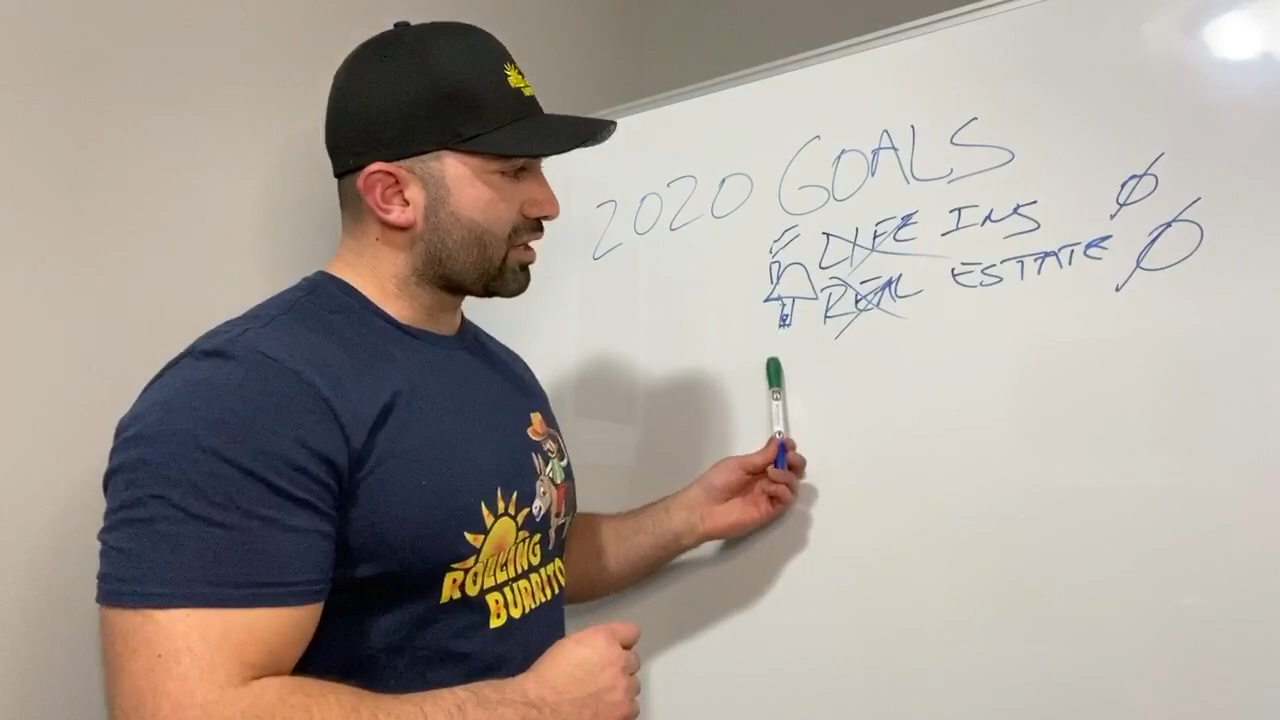 2020 GOALS
LIFE INS Ø
REAL ESTATE Ø
ROLLING
BURRITO